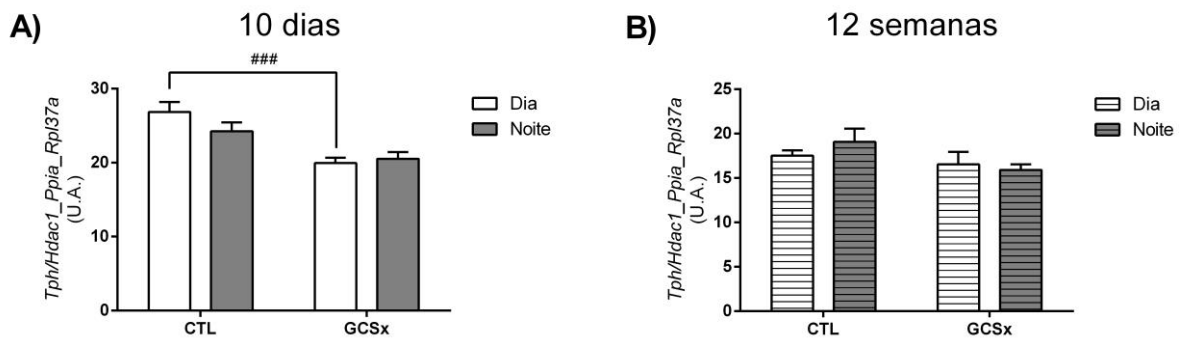 A)
10 dias
###
Tph/Hdac1_Ppia_Rpl37a
(U.A.)
30
20
10
0
CTL
GCSx
Dia
Noite
B)
12 semanas
Tph/Hdac1_Ppia_Rpl37a
(U.A.)
25
20
15
10
5
0
CTL
GCSx
Dia
Noite